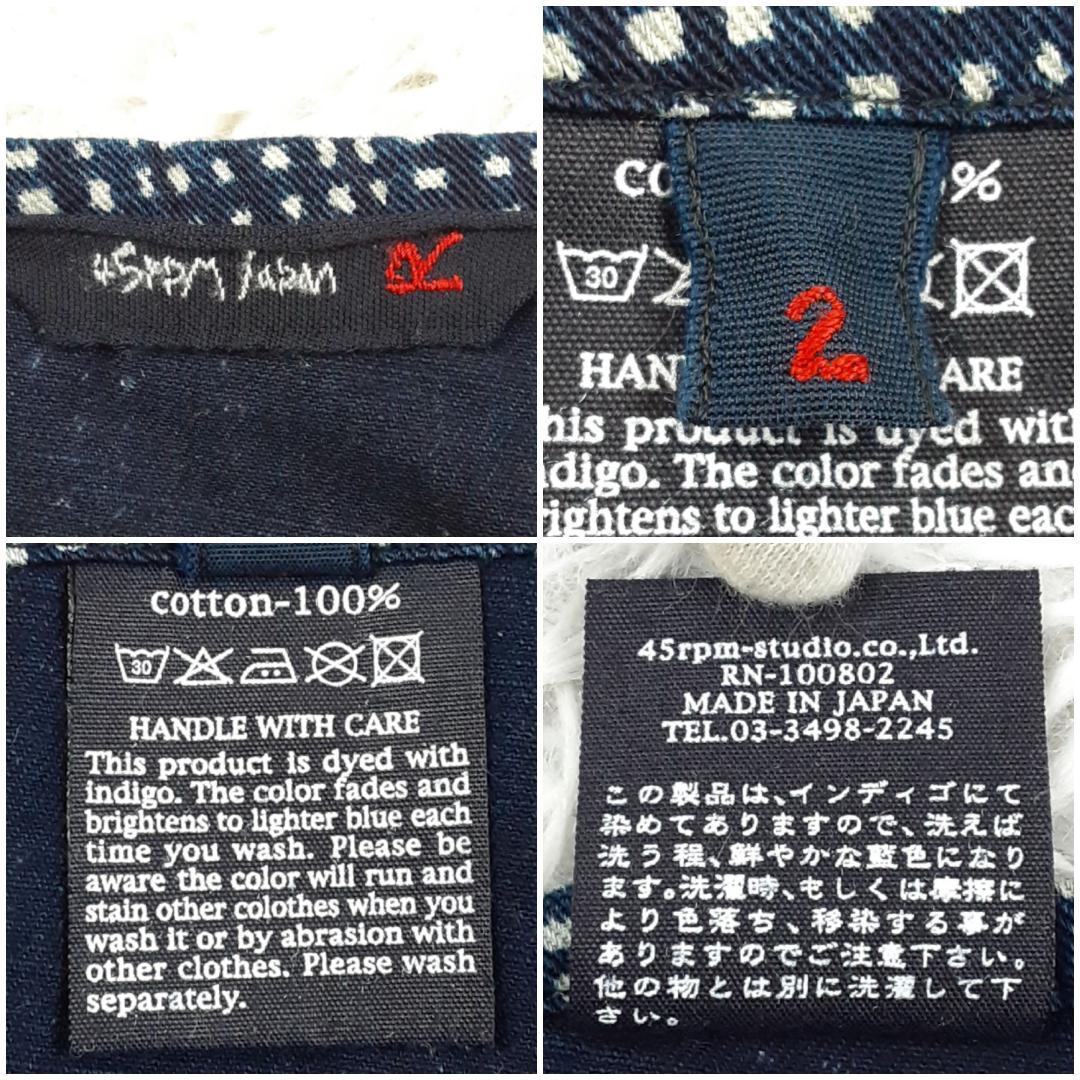 45rpm Japan R
co %
30
HAN ARE
his product is dyed with
ndigo. The color fades an
rightens to lighter blue eac
2
cotton-100%
30
HANDLE WITH CARE
This product is dyed with
indigo. The color fades and
brightens to lighter blue each
time you wash. Please be
aware the color will run and
stain other colothes when you
wash it or by abrasion with
other clothes. Please wash
separately.
45rpm-studio.co.,Ltd.
RN-100802
MADE IN JAPAN
TEL.03-3498-2245
この製品は、インディゴにて
染めてありますので、洗えば
洗う程、鮮やかな藍色になり
ます。洗濯時、もしくは摩擦に
より色落ち、移染する事が
ありますのでご注意下さい。
他の物とは別に洗濯して下
さい。